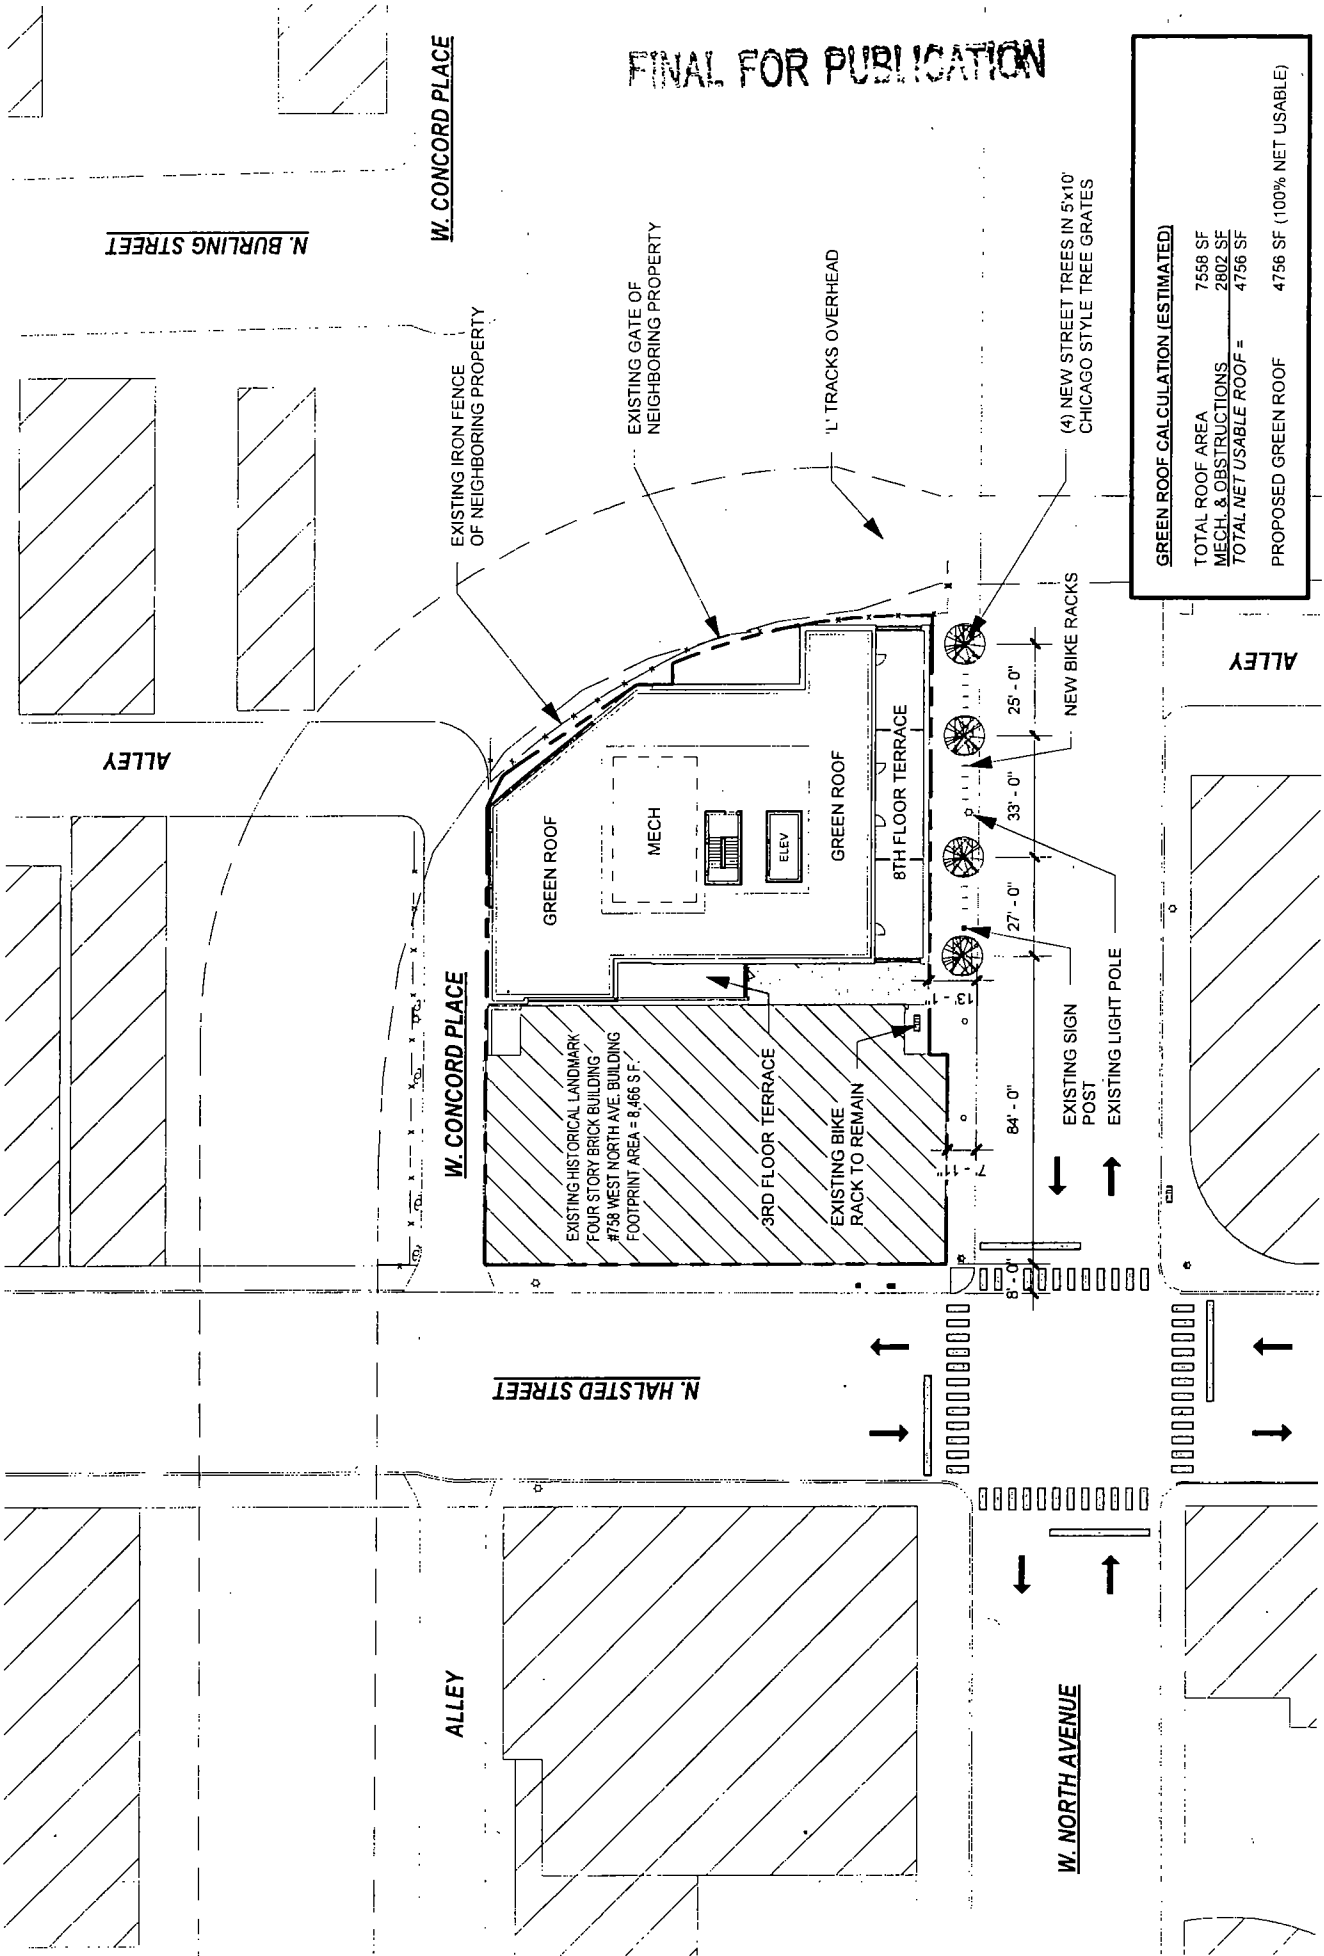 FINAL FOR PUBLICATION
W. CONCORD PLACE
N. BURLING STREET
EXISTING IRON FENCE
OF NEIGHBORING PROPERTY
EXISTING GATE OF
NEIGHBORING PROPERTY
'L' TRACKS OVERHEAD
(4) NEW STREET TREES IN 5'x10'
CHICAGO STYLE TREE GRATES
GREEN ROOF CALCULATION (ESTIMATED)
TOTAL ROOF AREA 7558 SF
MECH. & OBSTRUCTIONS 2802 SF
TOTAL NET USABLE ROOF = 4756 SF
PROPOSED GREEN ROOF 4756 SF (100% NET USABLE)
ALLEY
ALLEY
NEW BIKE RACKS
GREEN ROOF
MECH
ELEV
GREEN ROOF
8TH FLOOR TERRACE
25' - 0"
33' - 0"
27' - 0"
13' - 1"
84' - 0"
7' - 11"
8' - 0"
W. CONCORD PLACE
EXISTING HISTORICAL LANDMARK
FOUR STORY BRICK BUILDING
#758 WEST NORTH AVE. BUILDING
FOOTPRINT AREA = 8,466 S.F.
3RD FLOOR TERRACE
EXISTING BIKE
RACK TO REMAIN
EXISTING SIGN
POST
EXISTING LIGHT POLE
N. HALSTED STREET
ALLEY
W. NORTH AVENUE